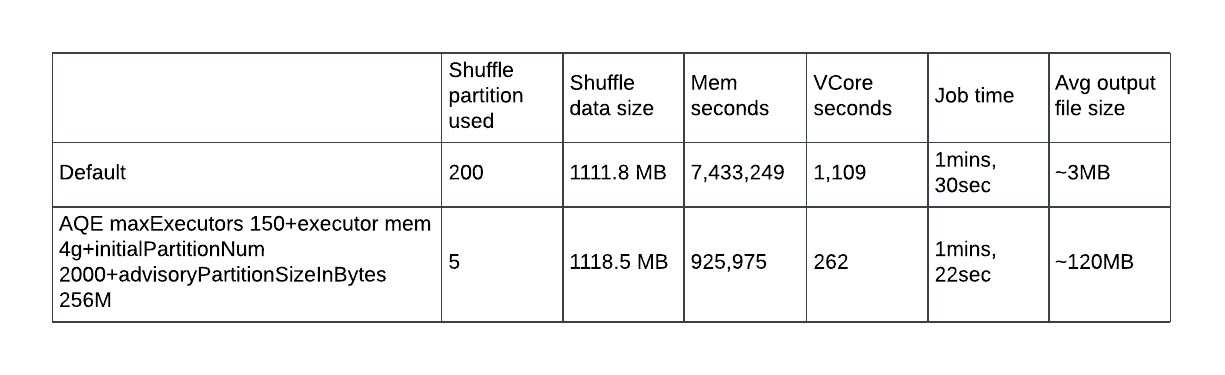 Shuffle
partition
used
Shuffle
data size
Mem
seconds
VCore
seconds
Job time
Avg output
file size
Default
200
1111.8 MB
7,433,249
1,109
1mins,
30sec
~3MB
AQE maxExecutors 150+executor mem
4g+initialPartitionNum
2000+advisoryPartitionSizeInBytes
256M
5
1118.5 MB
925,975
262
1mins,
22sec
~120MB